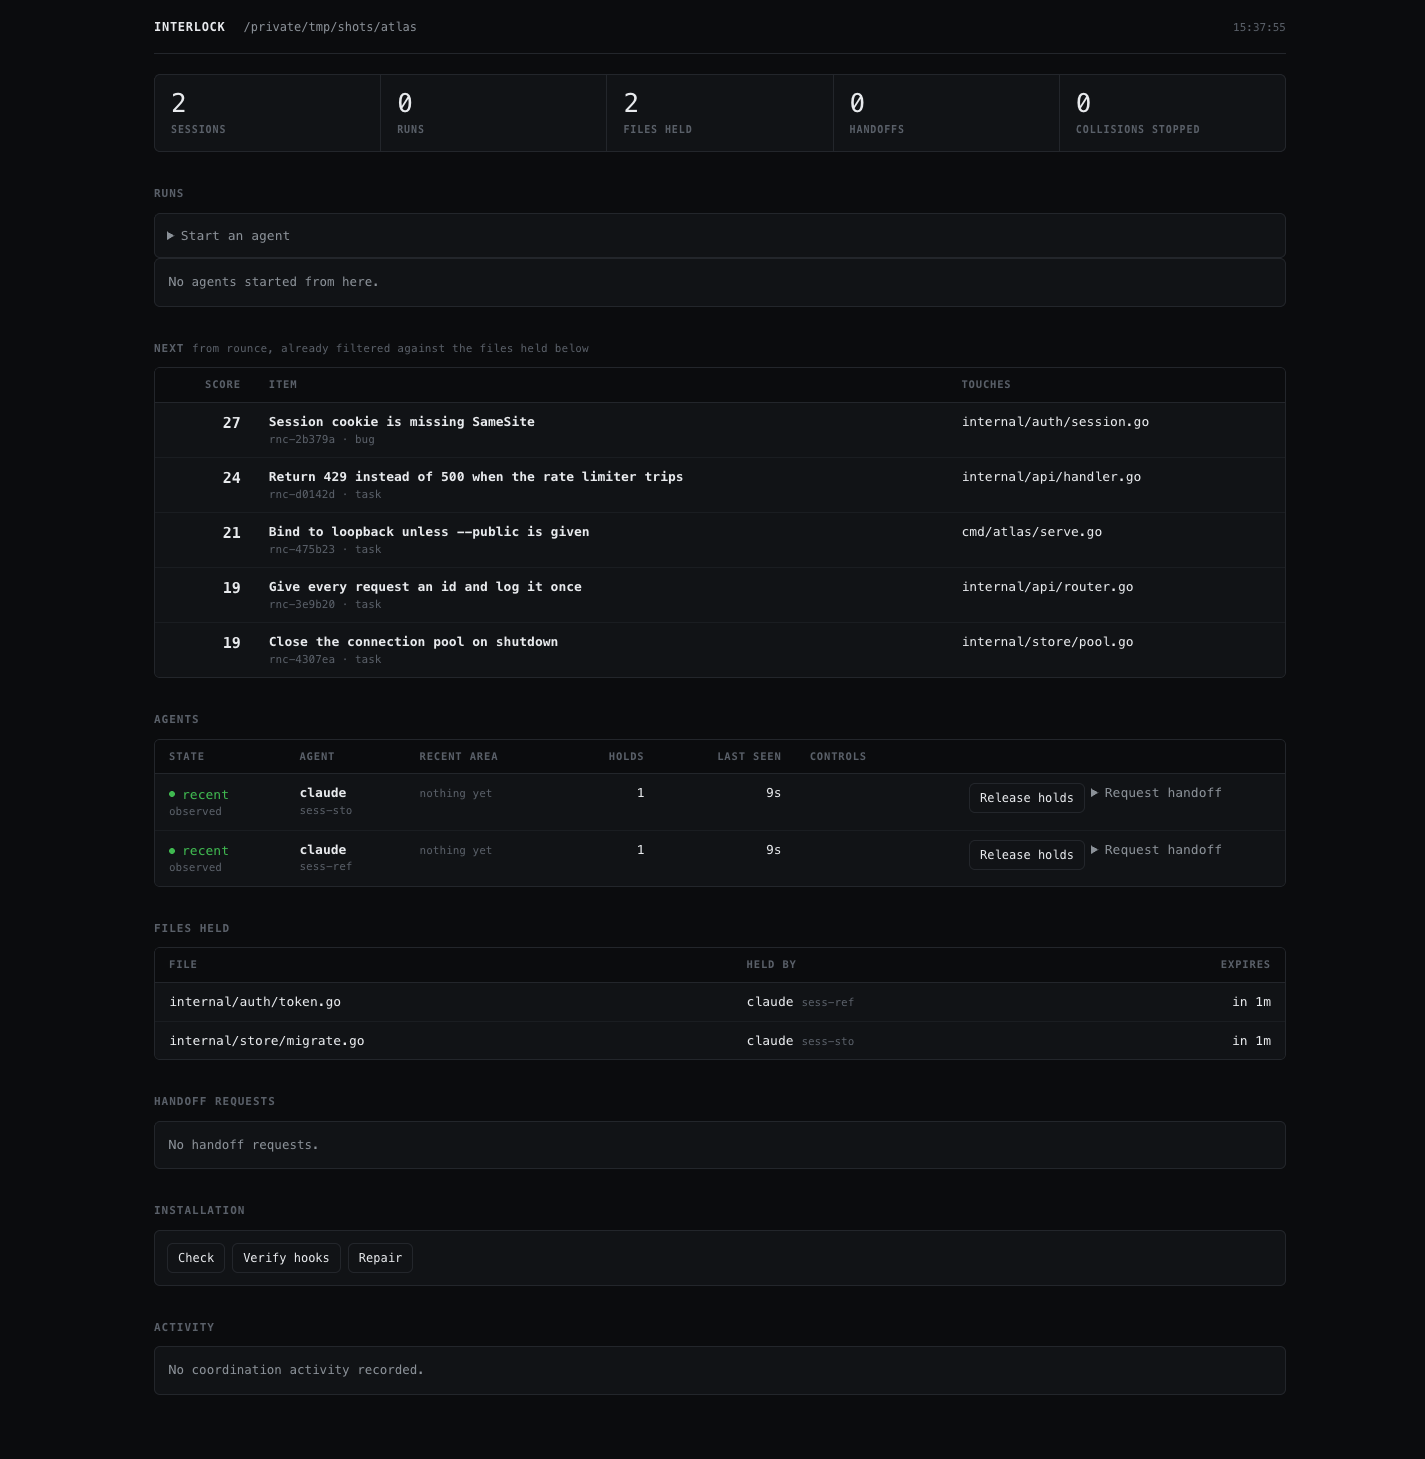 INTERLOCK /private/tmp/shots/atlas 15:37:55
2 0 2 0 0
SESSIONS RUNS FILES HELD HANDOFFS COLLISIONS STOPPED
RUNS
Start an agent
No agents started from here.
NEXT from rounce, already filtered against the files held below
SCORE ITEM TOUCHES
27 Session cookie is missing SameSite internal/auth/session.go
rnc-2b379a · bug
24 Return 429 instead of 500 when the rate limiter trips internal/api/handler.go
rnc-d0142d · task
21 Bind to loopback unless --public is given cmd/atlas/serve.go
rnc-475b23 · task
19 Give every request an id and log it once internal/api/router.go
rnc-3e9b20 · task
19 Close the connection pool on shutdown internal/store/pool.go
rnc-4307ea · task
AGENTS
STATE AGENT RECENT AREA HOLDS LAST SEEN CONTROLS
recent claude nothing yet 1 9s Release holds Request handoff
observed sess-sto
recent claude nothing yet 1 9s Release holds Request handoff
observed sess-ref
FILES HELD
FILE HELD BY EXPIRES
internal/auth/token.go claude sess-ref in 1m
internal/store/migrate.go claude sess-sto in 1m
HANDOFF REQUESTS
No handoff requests.
INSTALLATION
Check Verify hooks Repair
ACTIVITY
No coordination activity recorded.